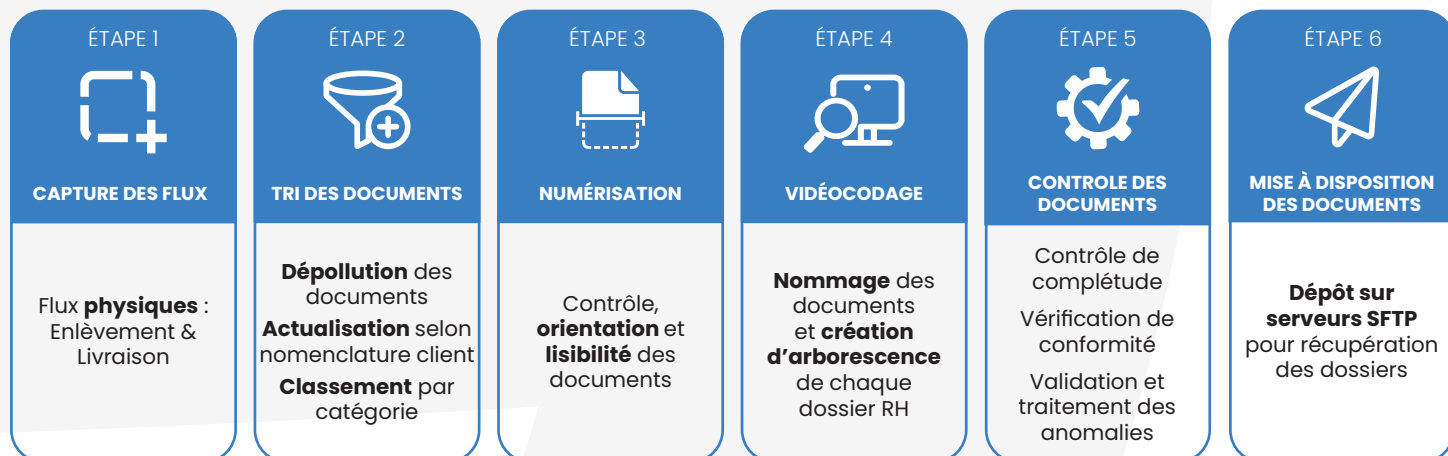 ÉTAPE 1
CAPTURE DES FLUX
Flux physiques :
Enlèvement &
Livraison
ÉTAPE 2
TRI DES DOCUMENTS
Dépollution des
documents
Actualisation selon
nomenclature client
Classement par
catégorie
ÉTAPE 3
NUMÉRISATION
Contrôle,
orientation et
lisibilité des
documents
ÉTAPE 4
VIDÉOCODAGE
Nommage des
documents
et création
d’arborescence
de chaque
dossier RH
ÉTAPE 5
CONTROLE DES
DOCUMENTS
Contrôle de
complétude
Vérification de
conformité
Validation et
traitement des
anomalies
ÉTAPE 6
MISE À DISPOSITION
DES DOCUMENTS
Dépôt sur
serveurs SFTP
pour récupération
des dossiers